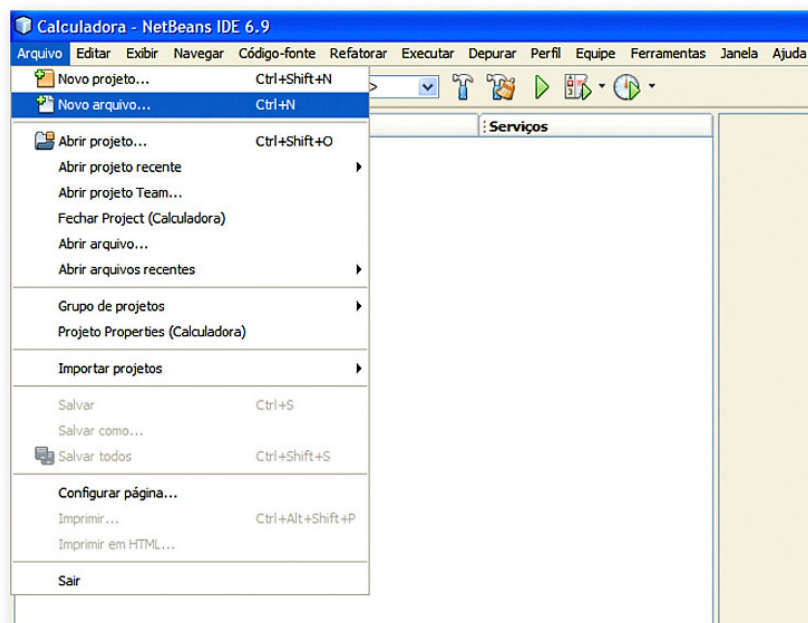 Calculadora - NetBeans IDE 6.9
Arquivo Editar Exibir Navegar Código-fonte Refatorar Executar Depurar Perfil Equipe Ferramentas Janela Ajuda
Novo projeto... Ctrl+Shift+N
Novo arquivo... Ctrl+N
Serviços
Abrir projeto... Ctrl+Shift+O
Abrir projeto recente
Abrir projeto Team...
Fechar Project (Calculadora)
Abrir arquivo...
Abrir arquivos recentes
Grupo de projetos
Projeto Properties (Calculadora)
Importar projetos
Salvar Ctrl+S
Salvar como...
Salvar todos Ctrl+Shift+S
Configurar página...
Imprimir... Ctrl+Alt+Shift+P
Imprimir em HTML...
Sair